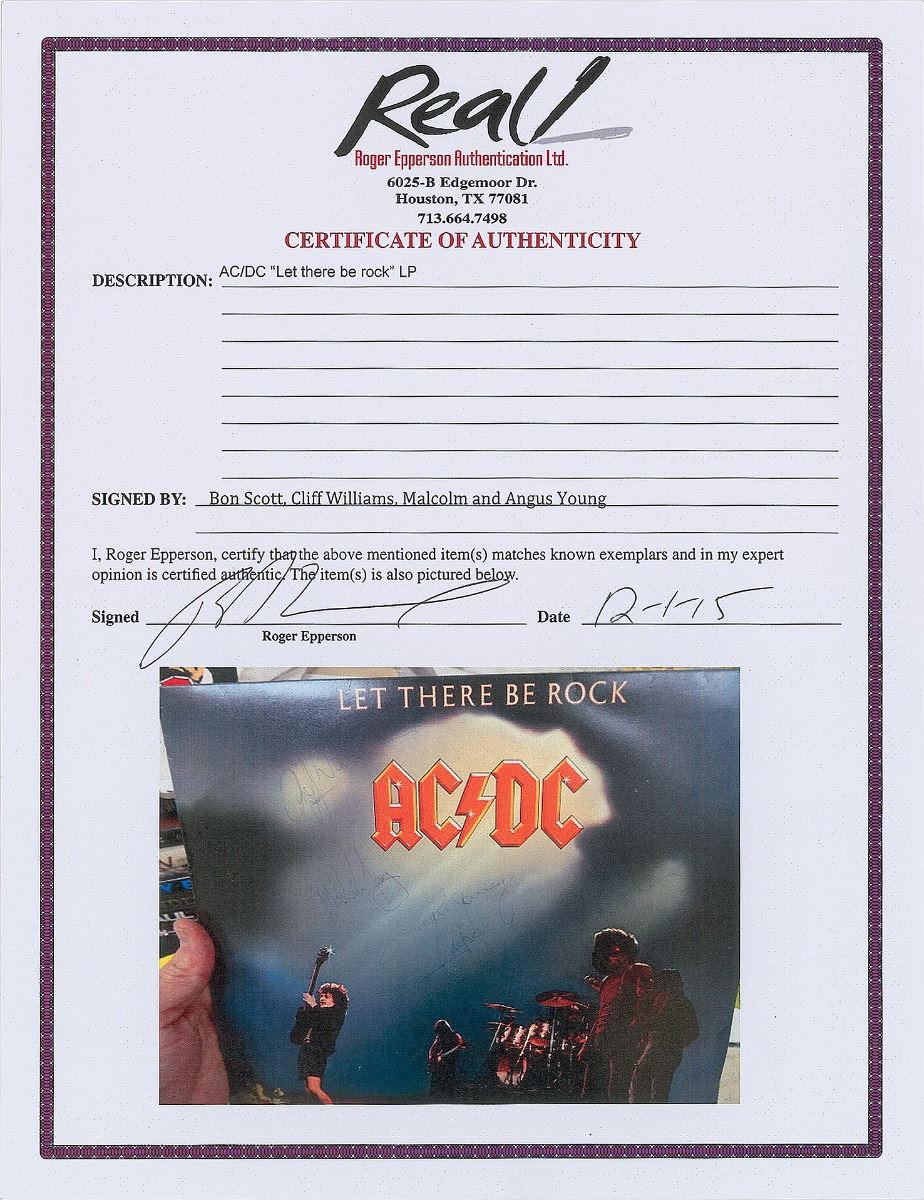 Real!
Roger Epperson Authentication Ltd.
6025-B Edgemoor Dr.
Houston, TX 77081
713.664.7498
CERTIFICATE OF AUTHENTICITY
DESCRIPTION: AC/DC “Let there be rock” LP
SIGNED BY: Bon Scott, Cliff Williams, Malcolm and Angus Young
I, Roger Epperson, certify that the above mentioned item(s) matches known exemplars and in my expert
opinion is certified authentic. The item(s) is also pictured below.
Signed Date 12-1-15
Roger Epperson
LET THERE BE ROCK
AC DC